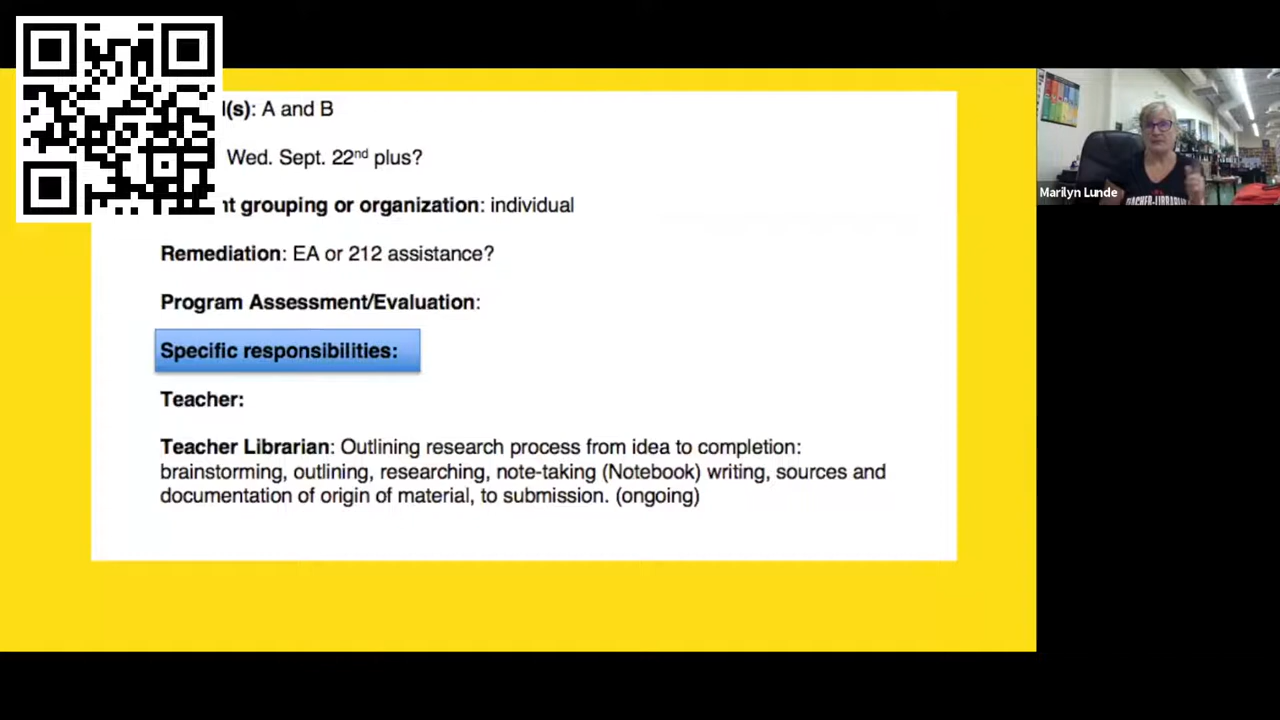 l(s): A and B
Wed. Sept. 22nd plus?
nt grouping or organization: individual
Remediation: EA or 212 assistance?
Program Assessment/Evaluation:
Specific responsibilities:
Teacher:
Teacher Librarian: Outlining research process from idea to completion:
brainstorming, outlining, researching, note-taking (Notebook) writing, sources and
documentation of origin of material, to submission. (ongoing)
Marilyn Lunde